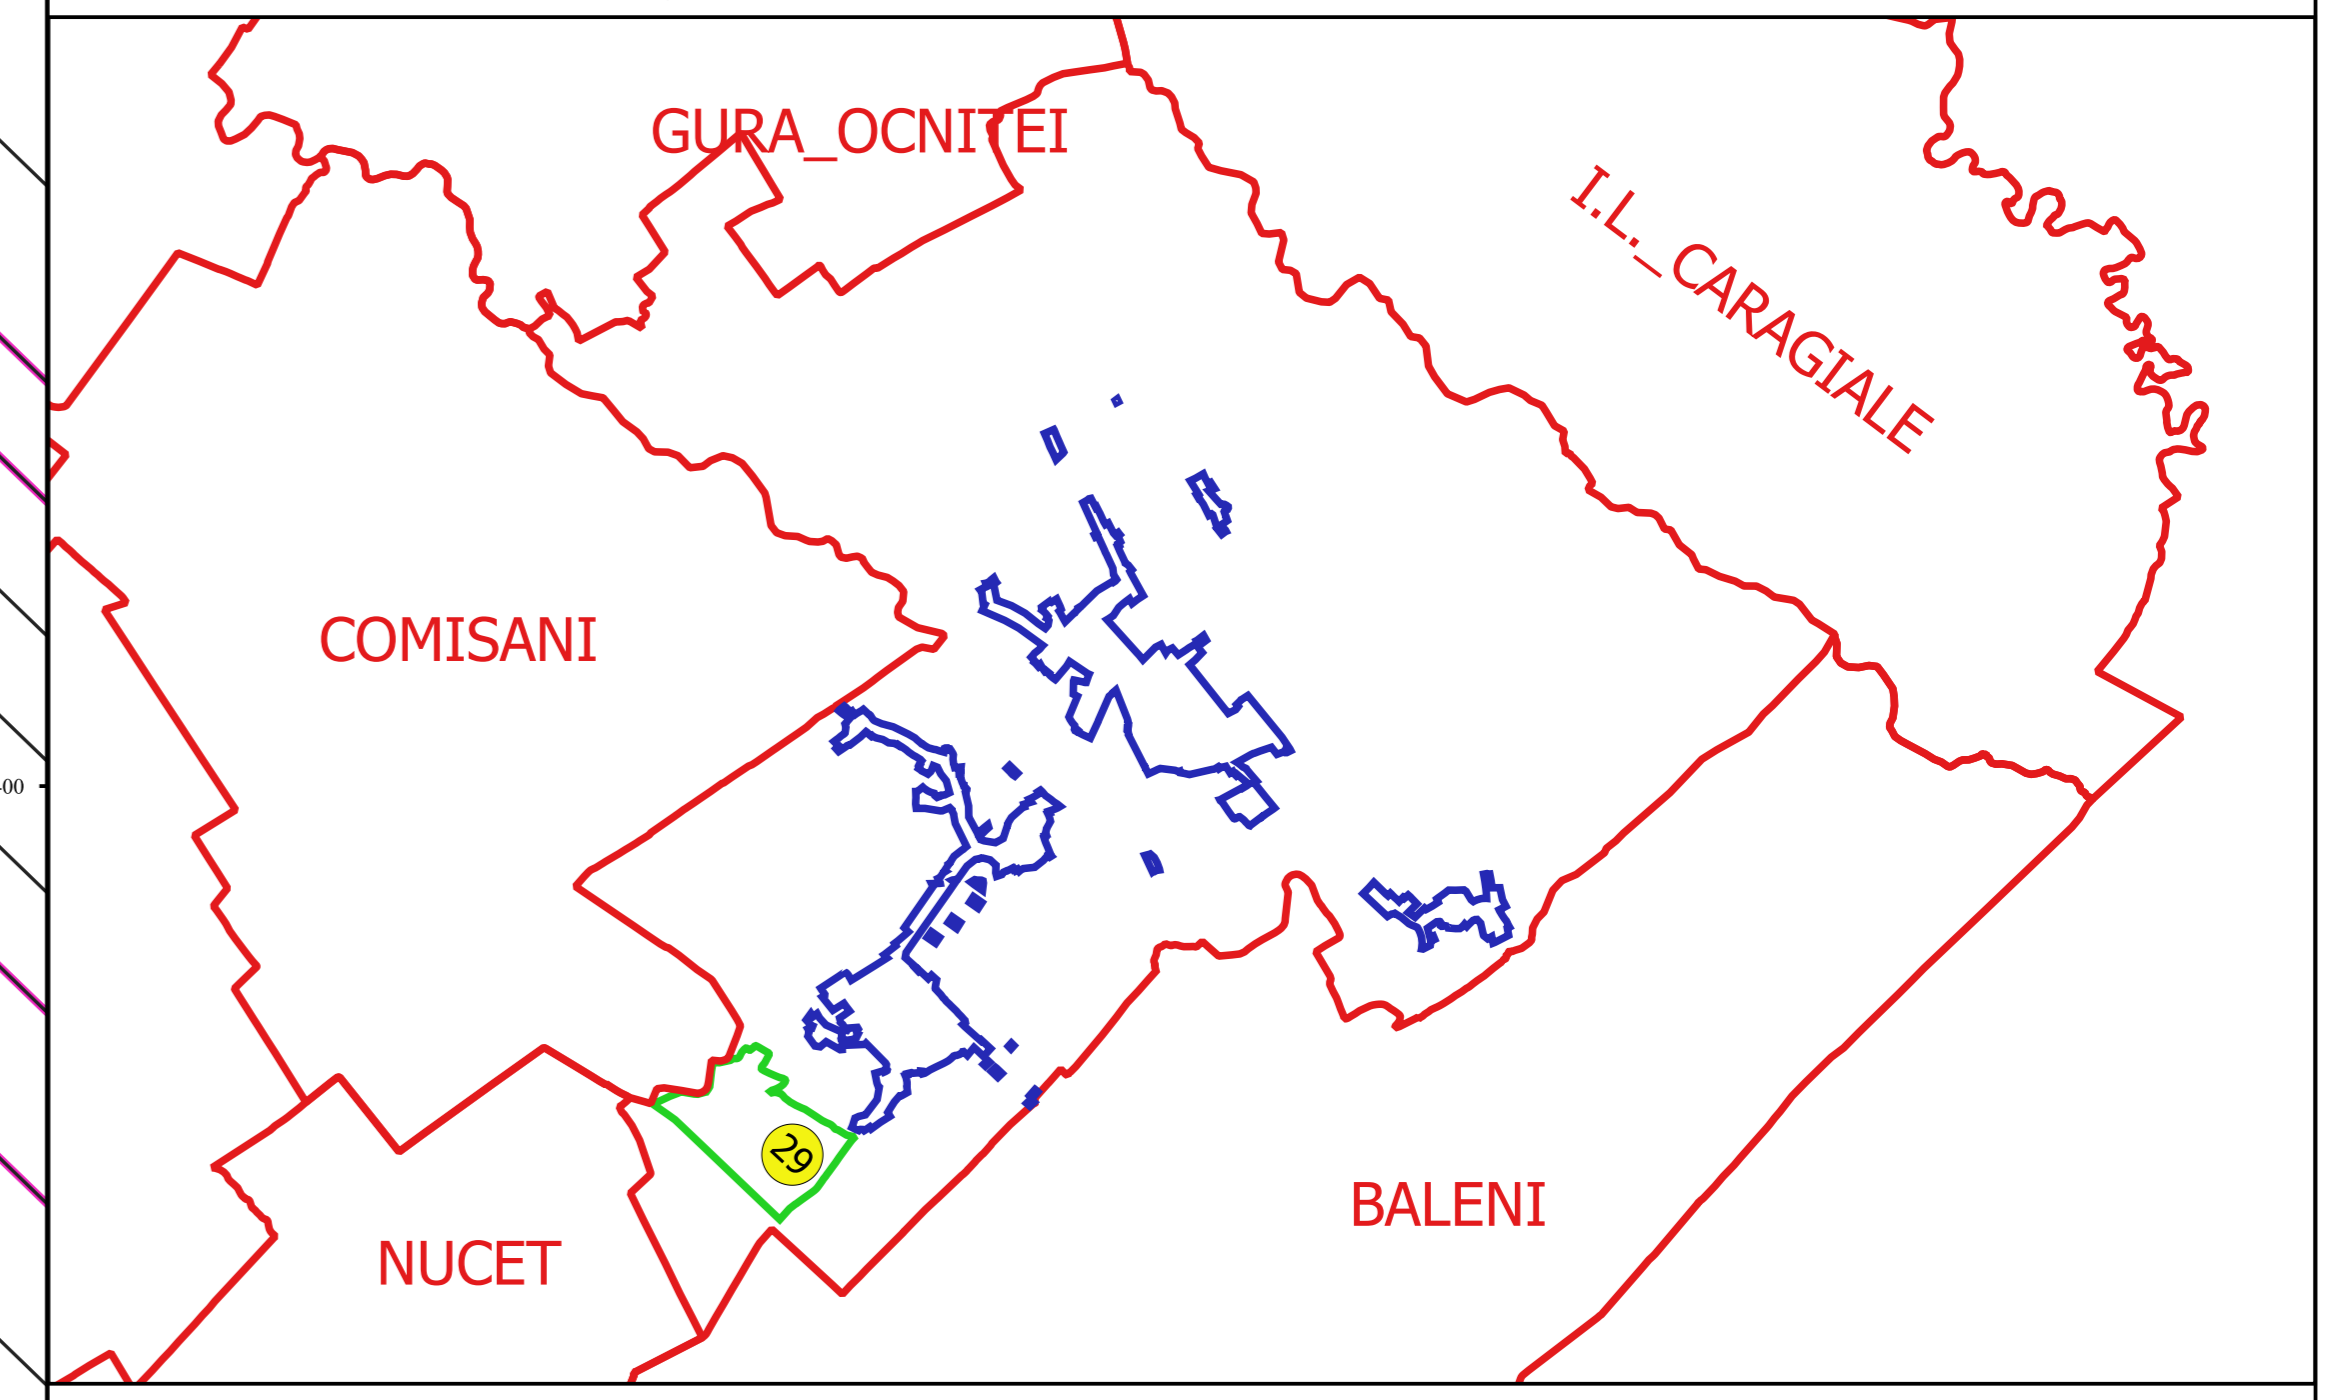 GURA_OCNITEI
I.L._CARAGIALE
COMISANI
29
BALENI
NUCET